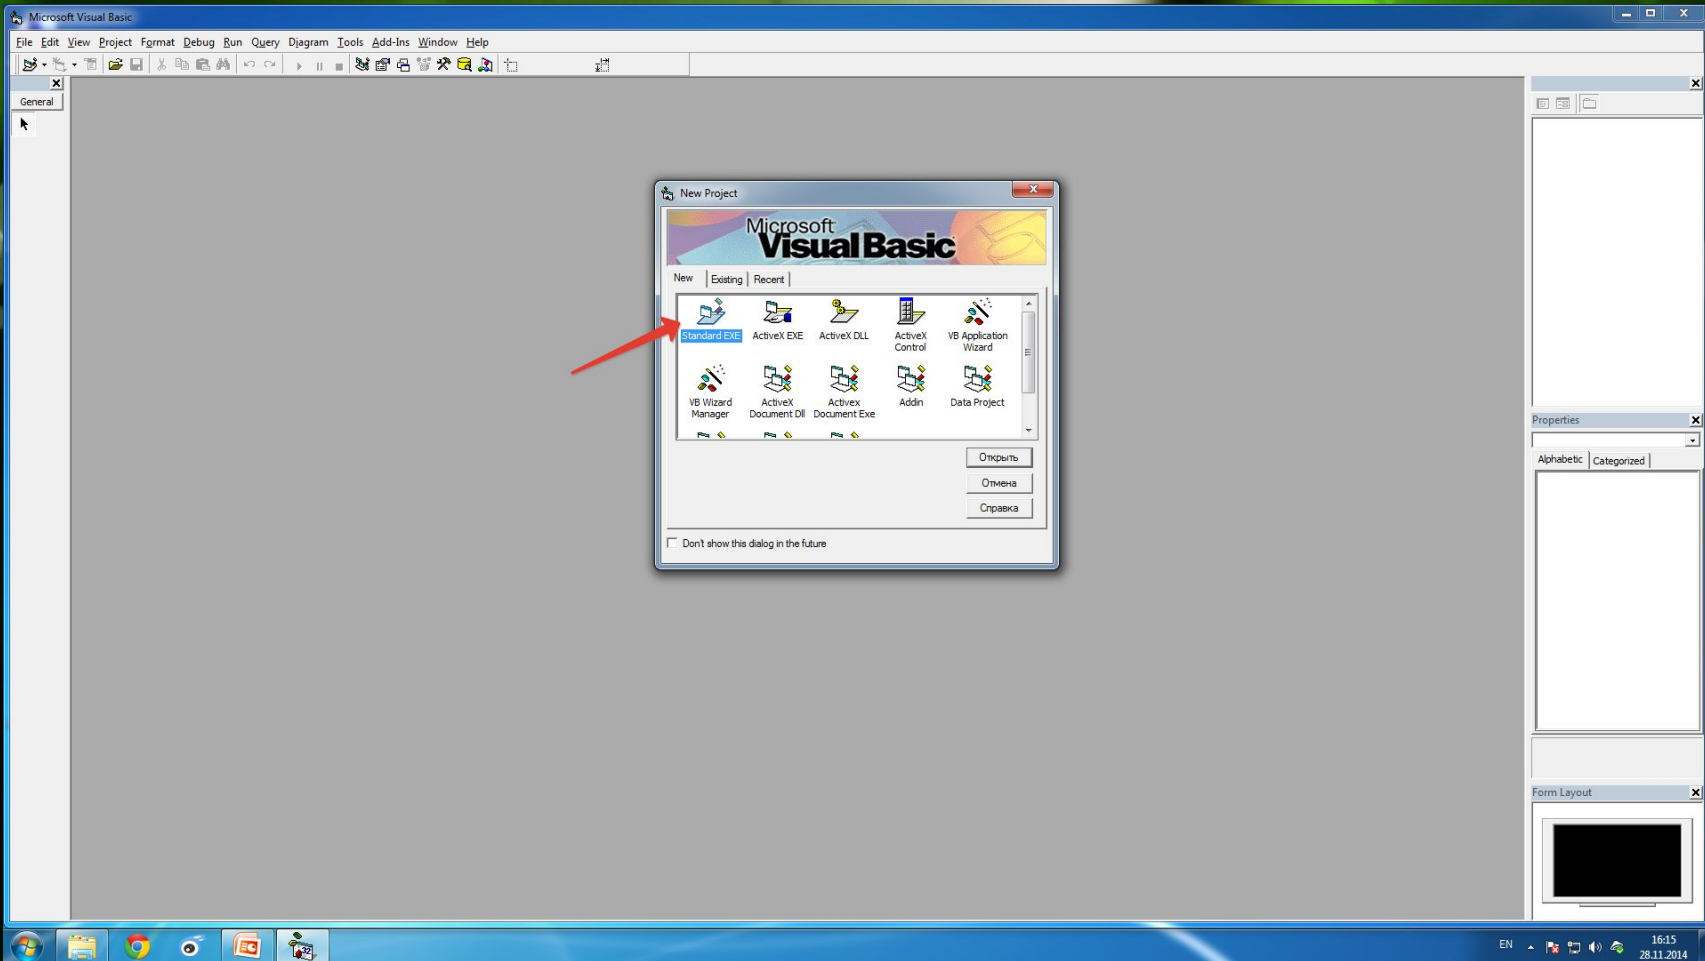 Microsoft Visual Basic
File Edit View Project Format Debug Run Query Diagram Tools Add-Ins Window Help
General
New Project
Microsoft
Visual Basic
New Existing Recent
Standard EXE ActiveX EXE ActiveX DLL ActiveX Control VB Application Wizard
VB Wizard Manager ActiveX Document Dll Activex Document Exe Addin Data Project
Открыть
Отмена
Справка
Don't show this dialog in the future
Properties
Alphabetic Categorized
Form Layout
EN
16:15
28.11.2014